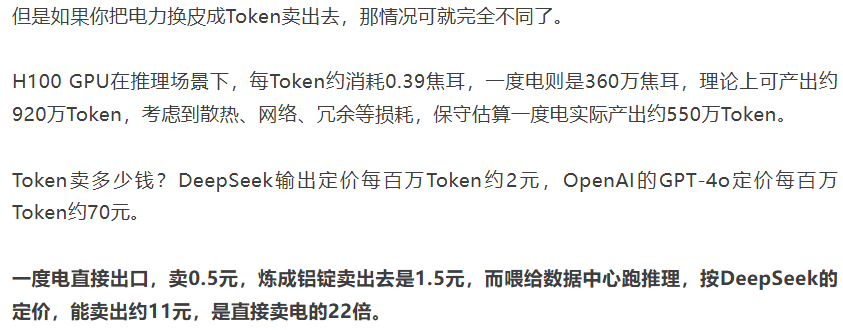 但是如果你把电力换皮成Token卖出去，那情况可就完全不同了。
H100 GPU在推理场景下，每Token约消耗0.39焦耳，一度电则是360万焦耳，理论上可产出约
920万Token，考虑到散热、网络、冗余等损耗，保守估算一度电实际产出约550万Token。
Token卖多少钱？DeepSeek输出定价每百万Token约2元，OpenAI的GPT-4o定价每百万
Token约70元。
一度电直接出口，卖0.5元，炼成铝锭卖出去是1.5元，而喂给数据中心跑推理，按DeepSeek的
定价，能卖出约11元，是直接卖电的22倍。